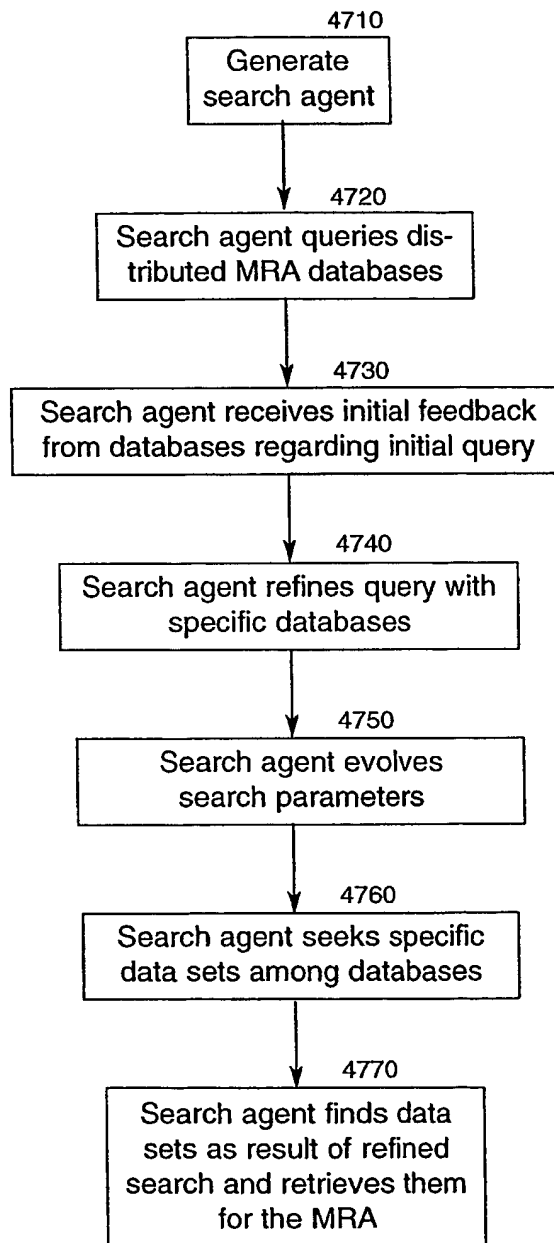 4710
Generate
search agent
4720
Search agent queries dis-
tributed MRA databases
4730
Search agent receives initial feedback
from databases regarding initial query
4740
Search agent refines query with
specific databases
4750
Search agent evolves
search parameters
4760
Search agent seeks specific
data sets among databases
4770
Search agent finds data
sets as result of refined
search and retrieves them
for the MRA